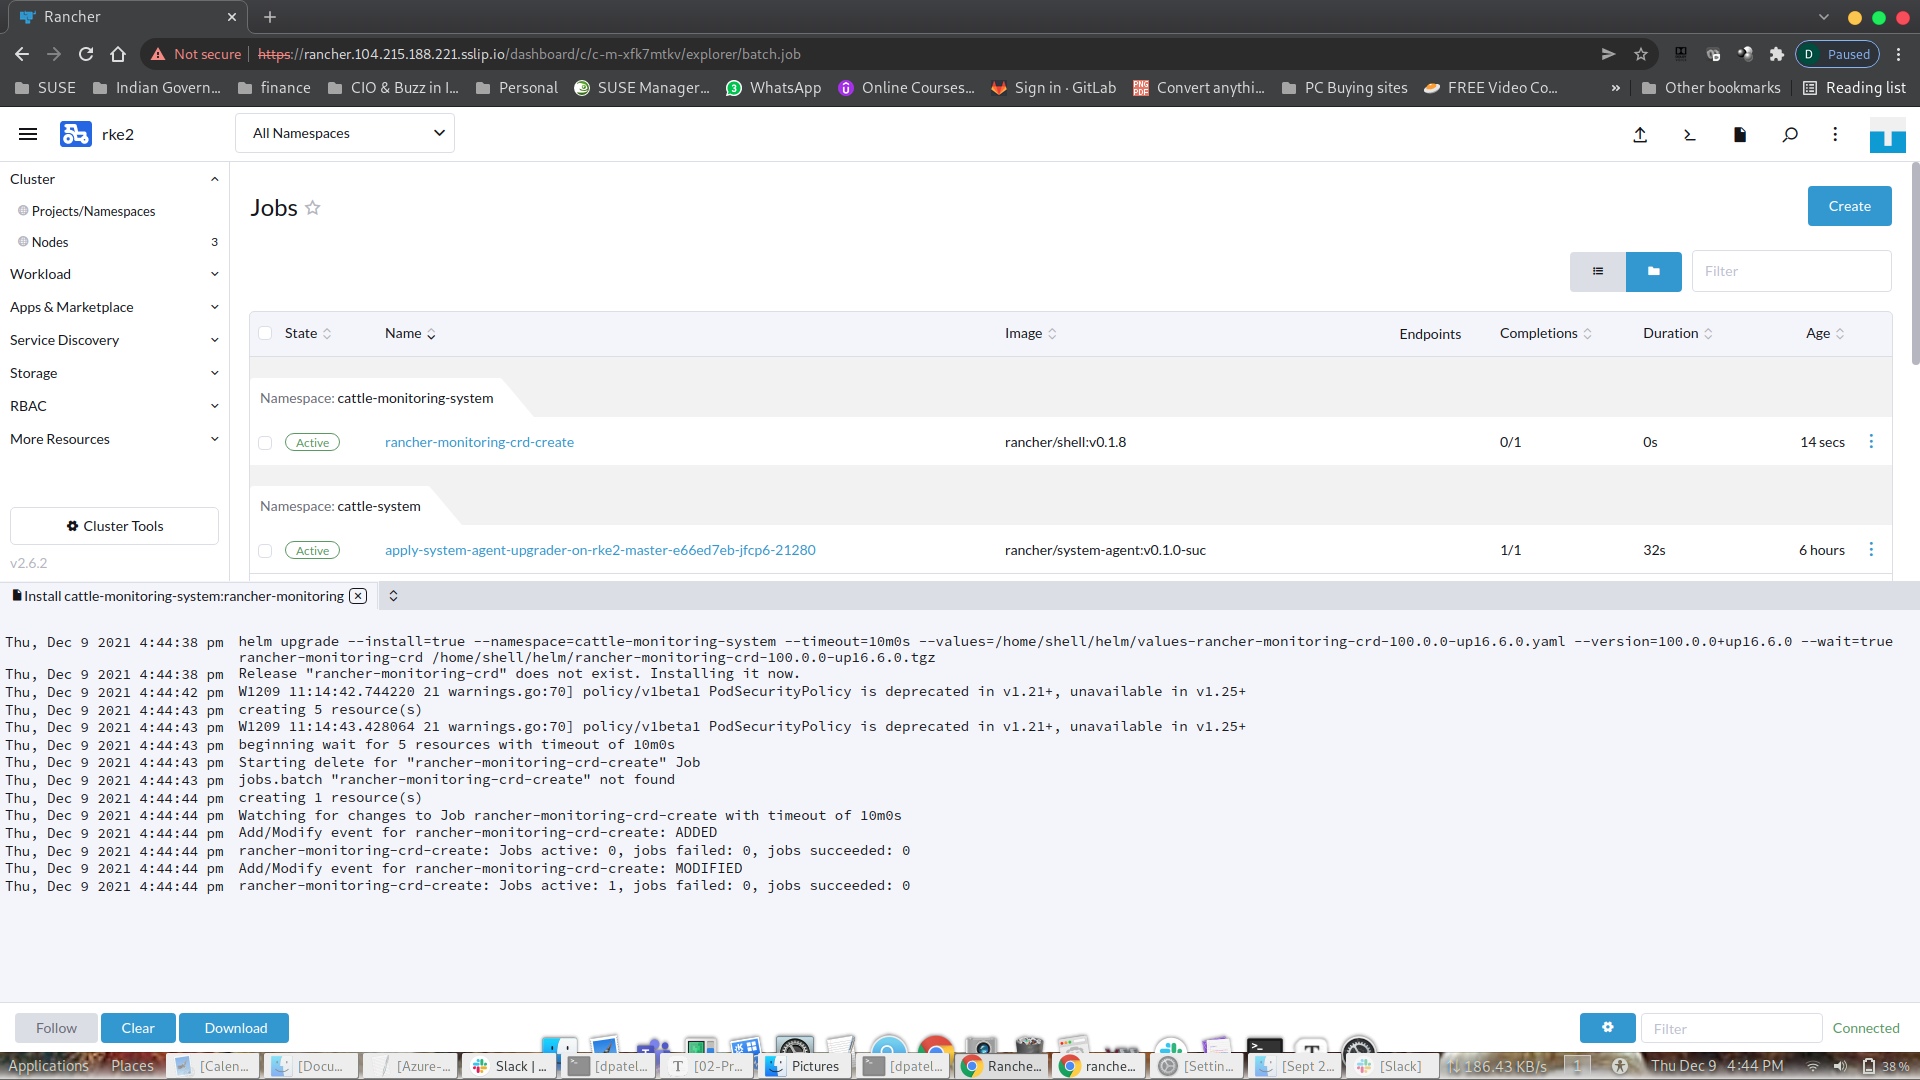 Rancher
Not secure https://rancher.104.215.188.221.sslip.io/dashboard/c/c-m-xfk7mtkv/explorer/batch.job
D Paused
SUSE Indian Govern... finance CIO & Buzz in I... Personal SUSE Manager... WhatsApp Online Courses... Sign in · GitLab Convert anythi... PC Buying sites FREE Video Co... » Other bookmarks Reading list
rke2 All Namespaces
Cluster
Projects/Namespaces
Nodes 3
Workload
Apps & Marketplace
Service Discovery
Storage
RBAC
More Resources
Cluster Tools
v2.6.2
Jobs
Create
Filter
State Name Image Endpoints Completions Duration Age
Namespace: cattle-monitoring-system
Active rancher-monitoring-crd-create rancher/shell:v0.1.8 0/1 0s 14 secs
Namespace: cattle-system
Active apply-system-agent-upgrader-on-rke2-master-e66ed7eb-jfcp6-21280 rancher/system-agent:v0.1.0-suc 1/1 32s 6 hours
Install cattle-monitoring-system:rancher-monitoring
Thu, Dec 9 2021 4:44:38 pm helm upgrade --install=true --namespace=cattle-monitoring-system --timeout=10m0s --values=/home/shell/helm/values-rancher-monitoring-crd-100.0.0-up16.6.0.yaml --version=100.0.0+up16.6.0 --wait=true
rancher-monitoring-crd /home/shell/helm/rancher-monitoring-crd-100.0.0-up16.6.0.tgz
Thu, Dec 9 2021 4:44:38 pm Release "rancher-monitoring-crd" does not exist. Installing it now.
Thu, Dec 9 2021 4:44:42 pm W1209 11:14:42.744220 21 warnings.go:70] policy/v1beta1 PodSecurityPolicy is deprecated in v1.21+, unavailable in v1.25+
Thu, Dec 9 2021 4:44:43 pm creating 5 resource(s)
Thu, Dec 9 2021 4:44:43 pm W1209 11:14:43.428064 21 warnings.go:70] policy/v1beta1 PodSecurityPolicy is deprecated in v1.21+, unavailable in v1.25+
Thu, Dec 9 2021 4:44:43 pm beginning wait for 5 resources with timeout of 10m0s
Thu, Dec 9 2021 4:44:43 pm Starting delete for "rancher-monitoring-crd-create" Job
Thu, Dec 9 2021 4:44:43 pm jobs.batch "rancher-monitoring-crd-create" not found
Thu, Dec 9 2021 4:44:44 pm creating 1 resource(s)
Thu, Dec 9 2021 4:44:44 pm Watching for changes to Job rancher-monitoring-crd-create with timeout of 10m0s
Thu, Dec 9 2021 4:44:44 pm Add/Modify event for rancher-monitoring-crd-create: ADDED
Thu, Dec 9 2021 4:44:44 pm rancher-monitoring-crd-create: Jobs active: 0, jobs failed: 0, jobs succeeded: 0
Thu, Dec 9 2021 4:44:44 pm Add/Modify event for rancher-monitoring-crd-create: MODIFIED
Thu, Dec 9 2021 4:44:44 pm rancher-monitoring-crd-create: Jobs active: 1, jobs failed: 0, jobs succeeded: 0
Follow Clear Download Filter Connected
Applications Places [Calen... [Docu... [Azure-... Slack | ... [dpatel... [02-Pr... Pictures [dpatel... Ranche... ranche... [Settin... [Sept 2... [Slack] 186.43 KB/s 1 Thu Dec 9 4:44 PM 38 %